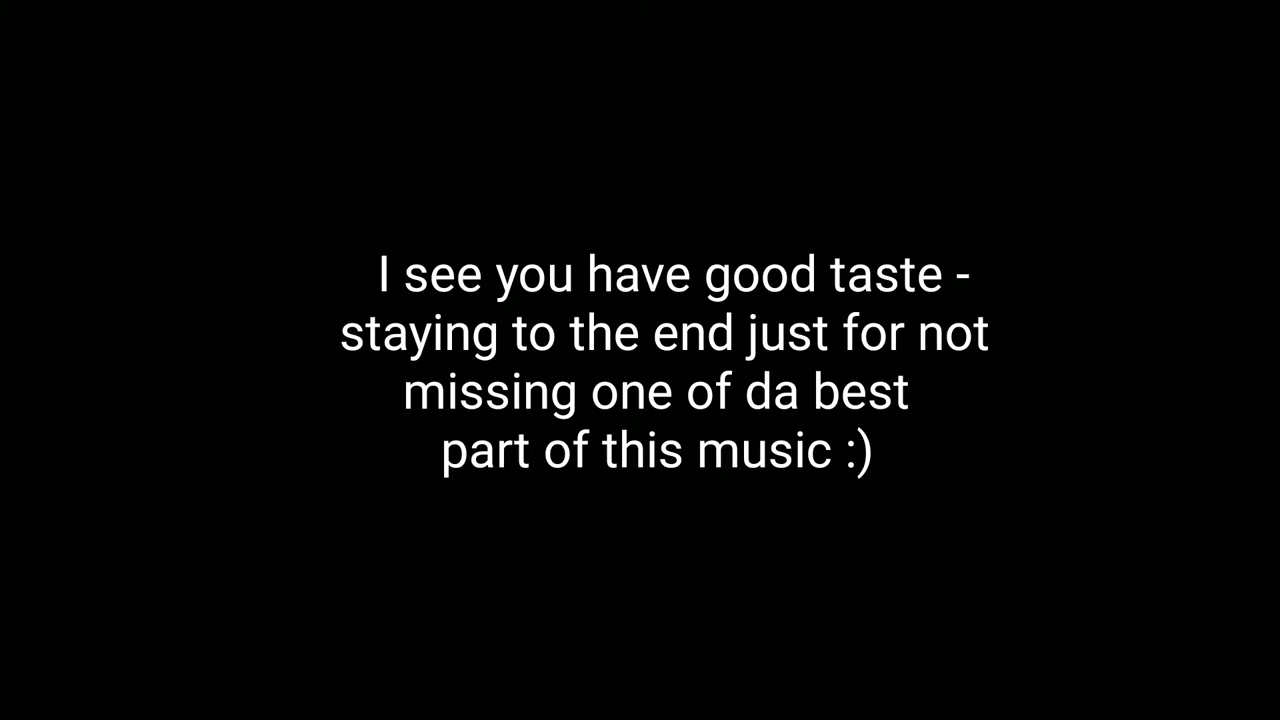 I see you have good taste -
staying to the end just for not
missing one of da best
part of this music :)